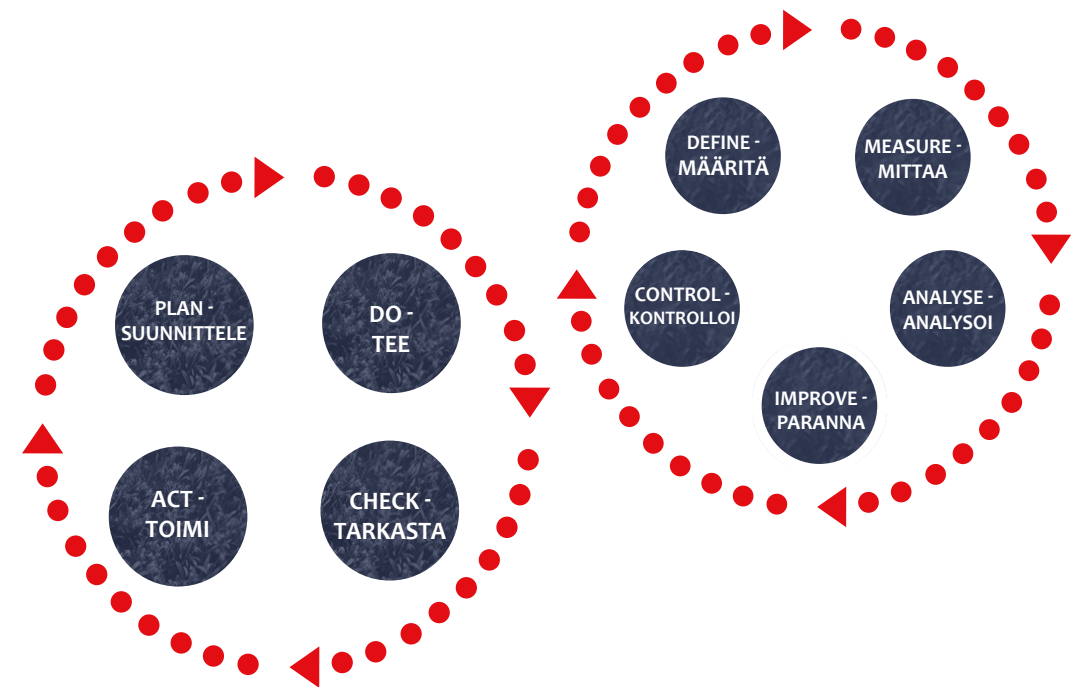 PLAN -
SUUNNITTELE
DO -
TEE
CHECK -
TARKASTA
ACT -
TOIMI
DEFINE -
MÄÄRITÄ
MEASURE -
MITTAA
ANALYSE -
ANALYSOI
IMPROVE -
PARANNA
CONTROL -
KONTROLLOI